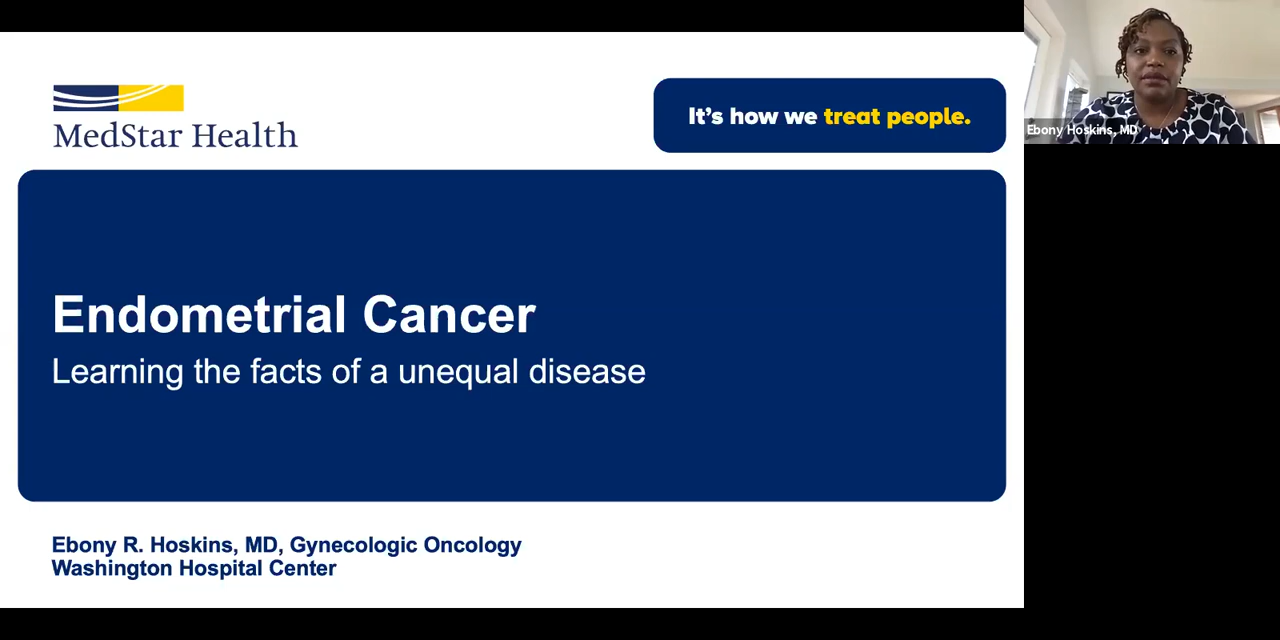 MedStar Health
It's how we treat people.
Endometrial Cancer
Learning the facts of a unequal disease
Ebony R. Hoskins, MD, Gynecologic Oncology
Washington Hospital Center
Ebony Hoskins, MD